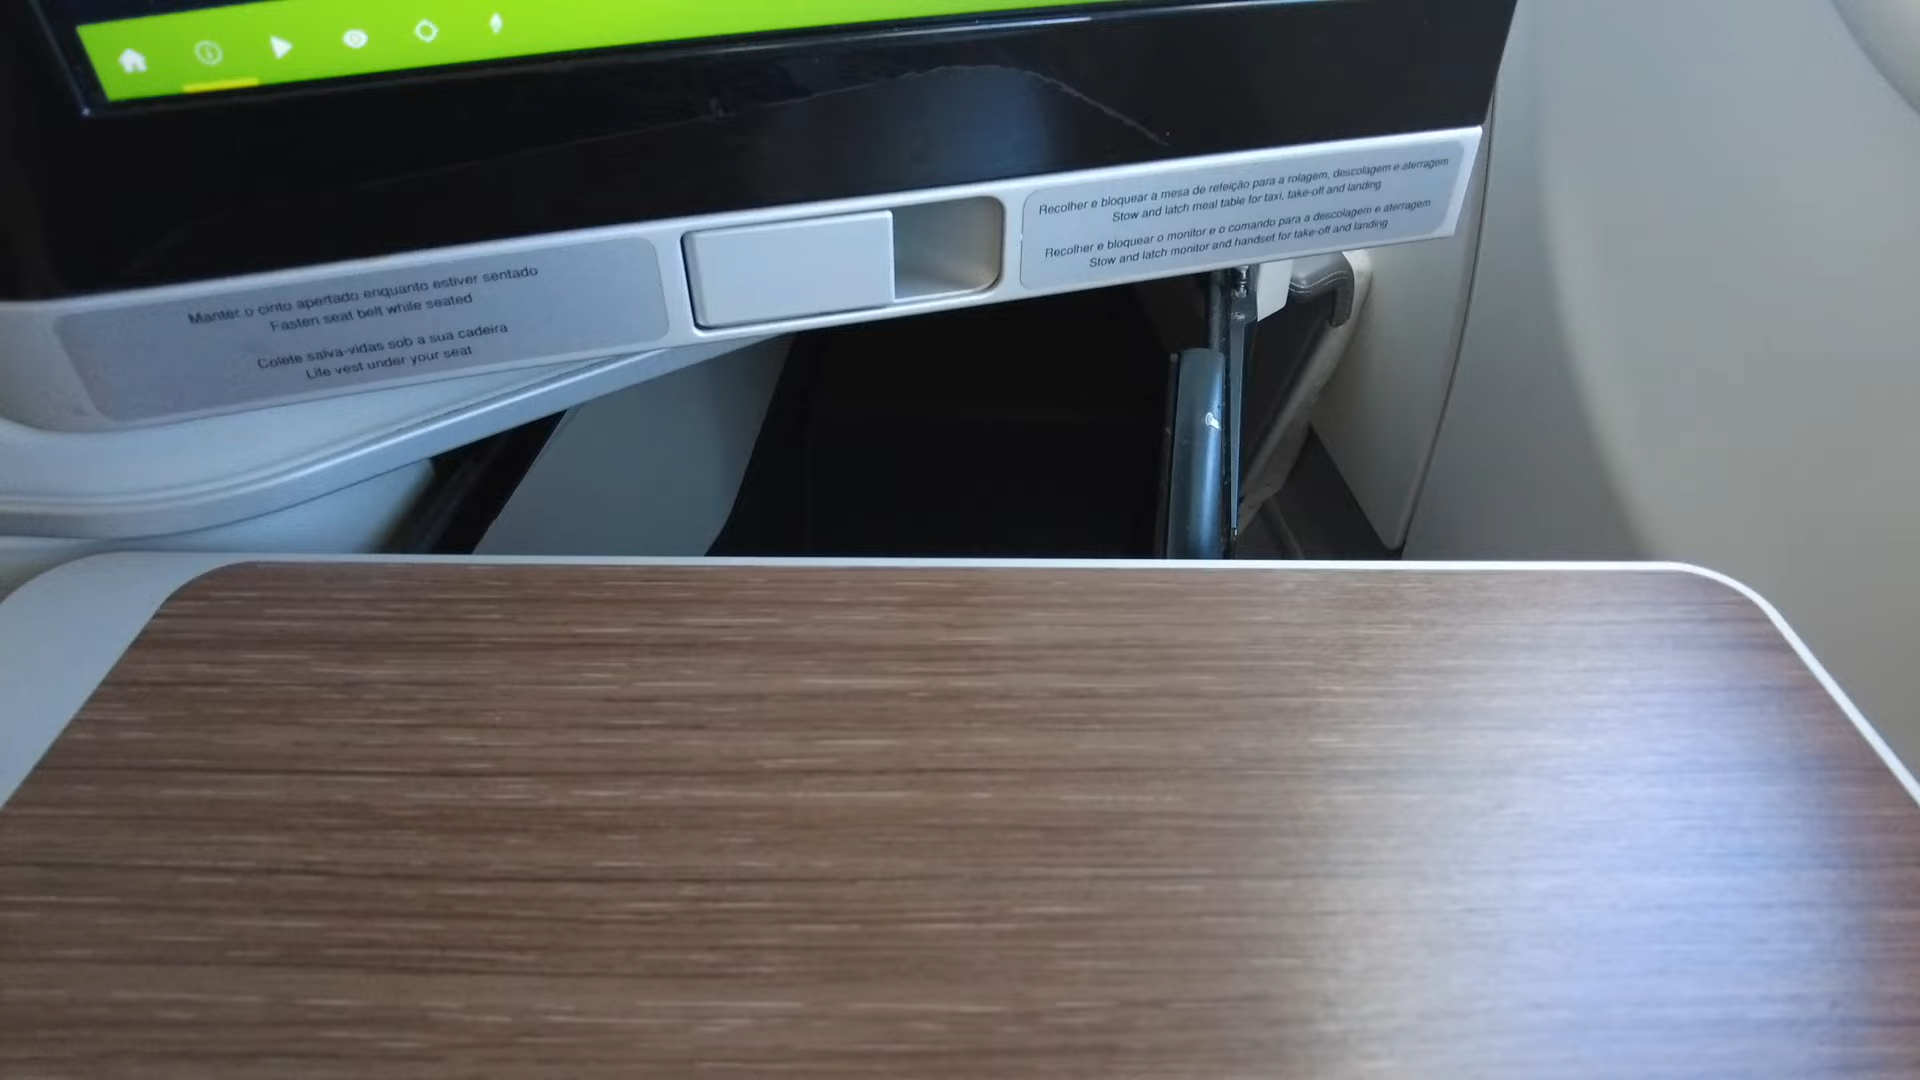 Manter o cinto apertado enquanto estiver sentado
Fasten seat belt while seated
Colete salva-vidas sob a sua cadeira
Life vest under your seat
Recolher e bloquear a mesa de refeição para a rolagem, descolagem e aterragem
Stow and latch meal table for taxi, take-off and landing
Recolher e bloquear o monitor e o comando para a descolagem e aterragem
Stow and latch monitor and handset for take-off and landing